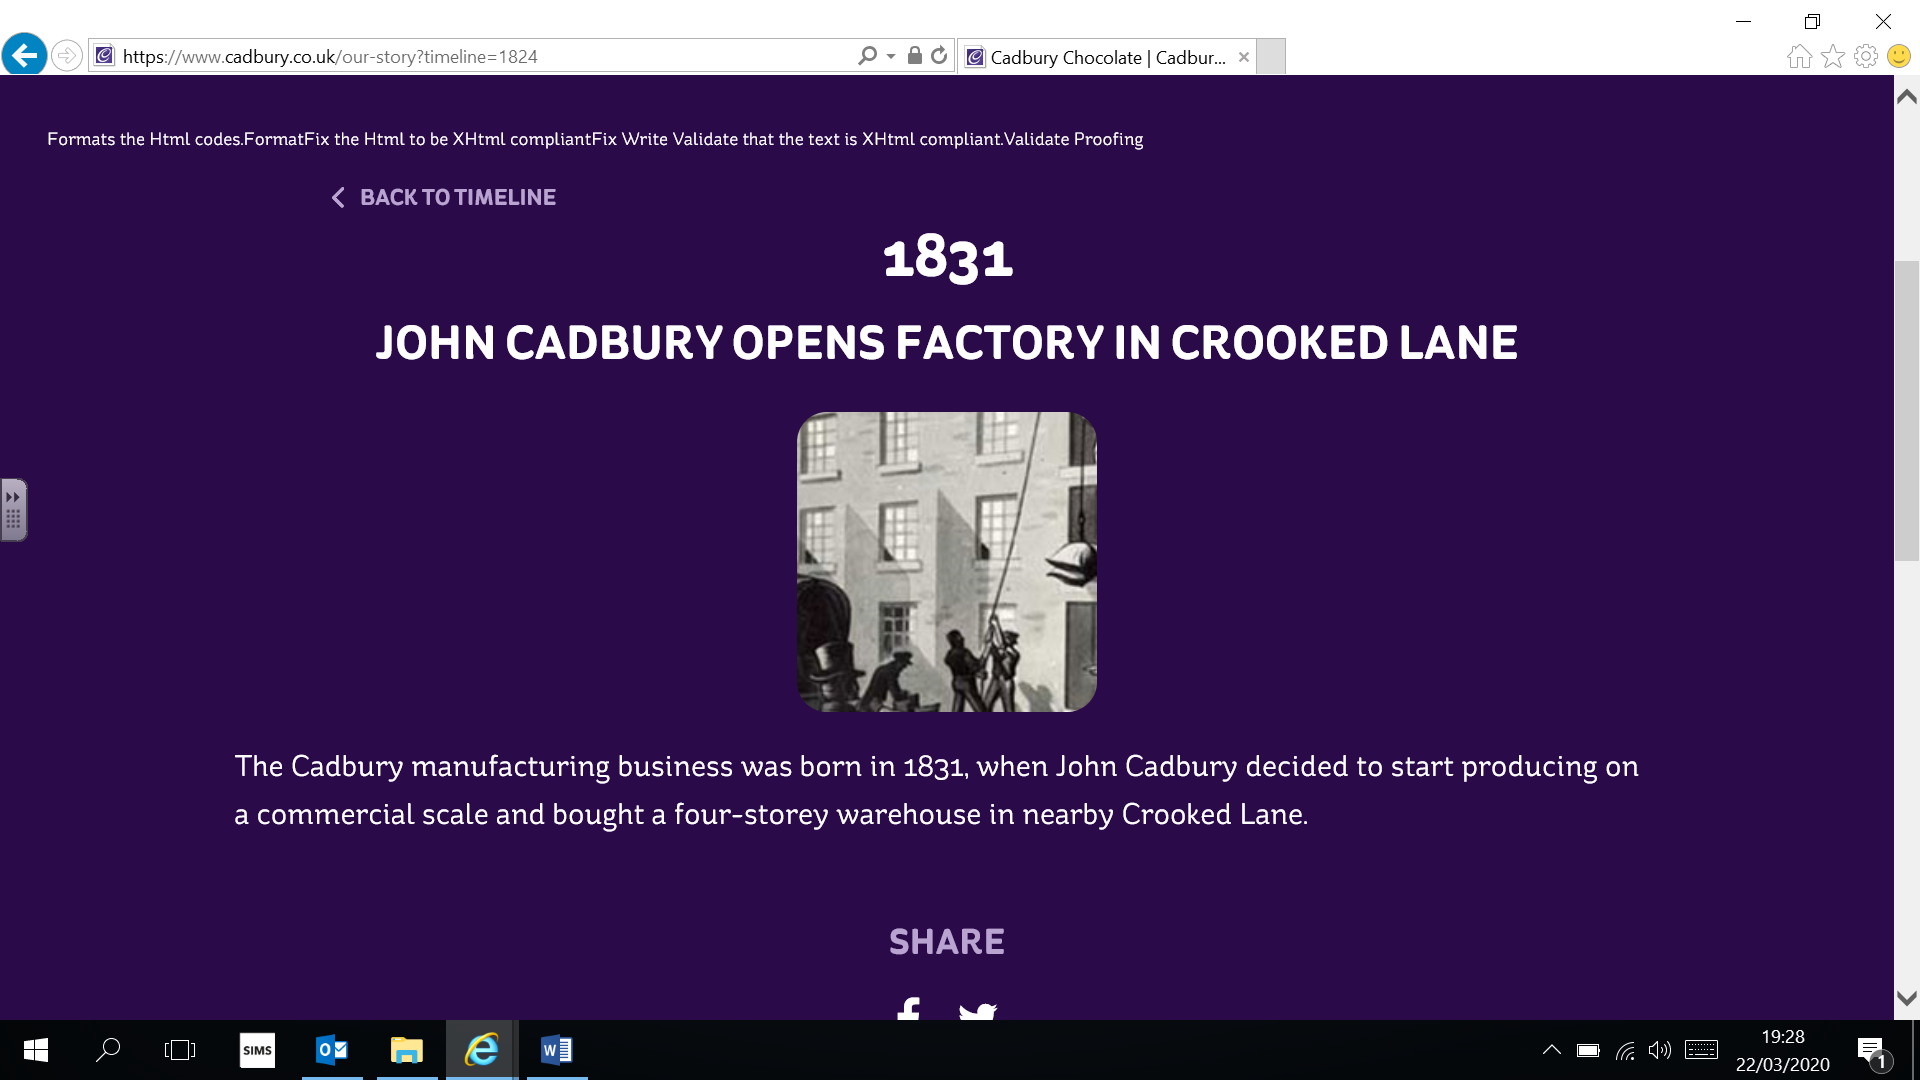 https://www.cadbury.co.uk/our-story?timeline=1824
Cadbury Chocolate | Cadbur...
Formats the Html codes.FormatFix the Html to be XHtml compliantFix Write Validate that the text is XHtml compliant.Validate Proofing
BACK TO TIMELINE
1831
JOHN CADBURY OPENS FACTORY IN CROOKED LANE
The Cadbury manufacturing business was born in 1831, when John Cadbury decided to start producing on
a commercial scale and bought a four-storey warehouse in nearby Crooked Lane.
SHARE
SIMS
19:28
22/03/2020
1